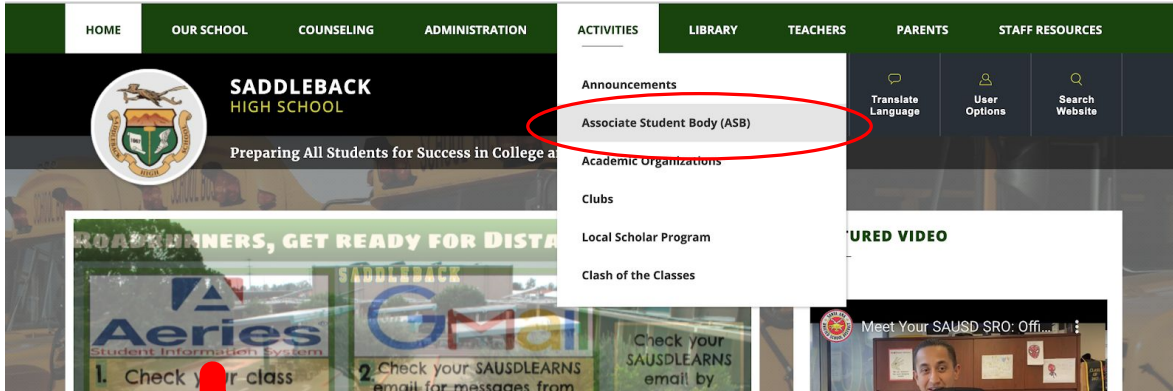 HOME OUR SCHOOL COUNSELING ADMINISTRATION ACTIVITIES LIBRARY TEACHERS PARENTS STAFF RESOURCES
SADDLEBACK
HIGH SCHOOL
Preparing All Students for Success in College
Announcements
Associate Student Body (ASB)
Academic Organizations
Clubs
Local Scholar Program
Clash of the Classes
Translate
Language
User
Options
Search
Website
ROADRUNNERS, GET READY FOR DISTA
SADDLEBACK
Aeries
Student Information System
1. Check class
Gmail
2. Check your SAUSDLEARNS
email for messages from
Check your
SAUSDLEARNS
email by
TURED VIDEO
Meet Your SAUSD SRO: Offi...